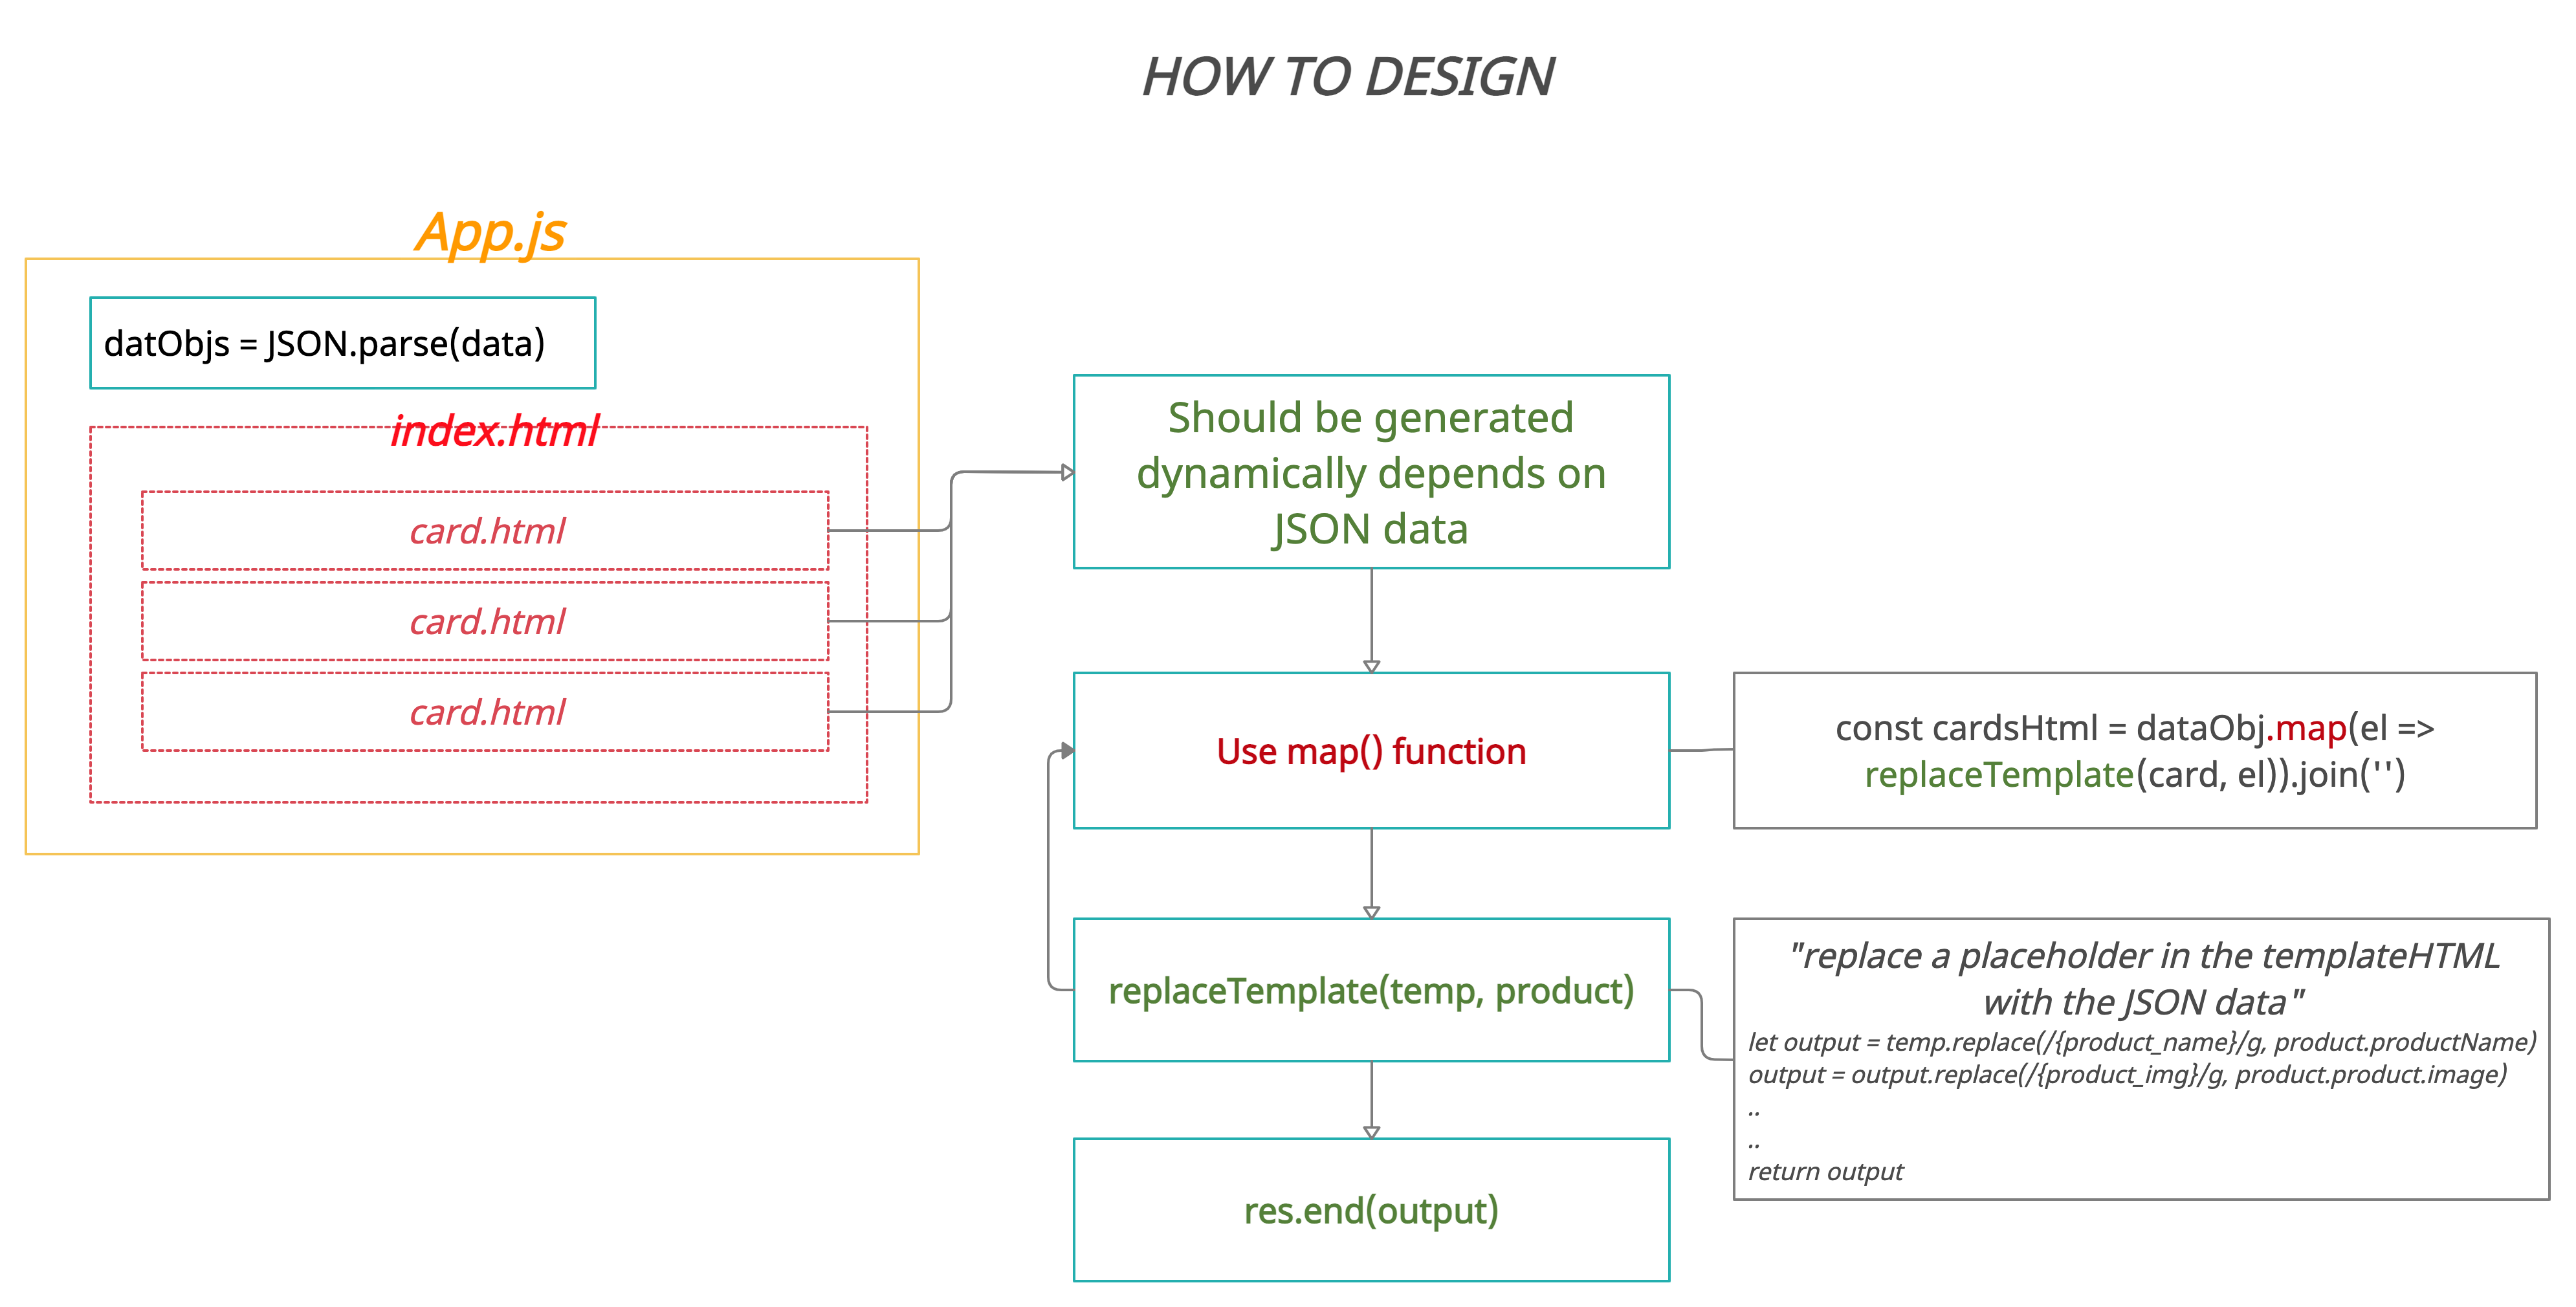 HOW TO DESIGN
App.js
datObjs = JSON.parse(data)
index.html
card.html
card.html
card.html
Should be generated
dynamically depends on
JSON data
Use map() function
const cardsHtml = dataObj.map(el =>
replaceTemplate(card, el)).join('')
replaceTemplate(temp, product)
"replace a placeholder in the templateHTML
with the JSON data"
let output = temp.replace(/{product_name}/g, product.productName)
output = output.replace(/{product_img}/g, product.product.image)
..
..
return output
res.end(output)